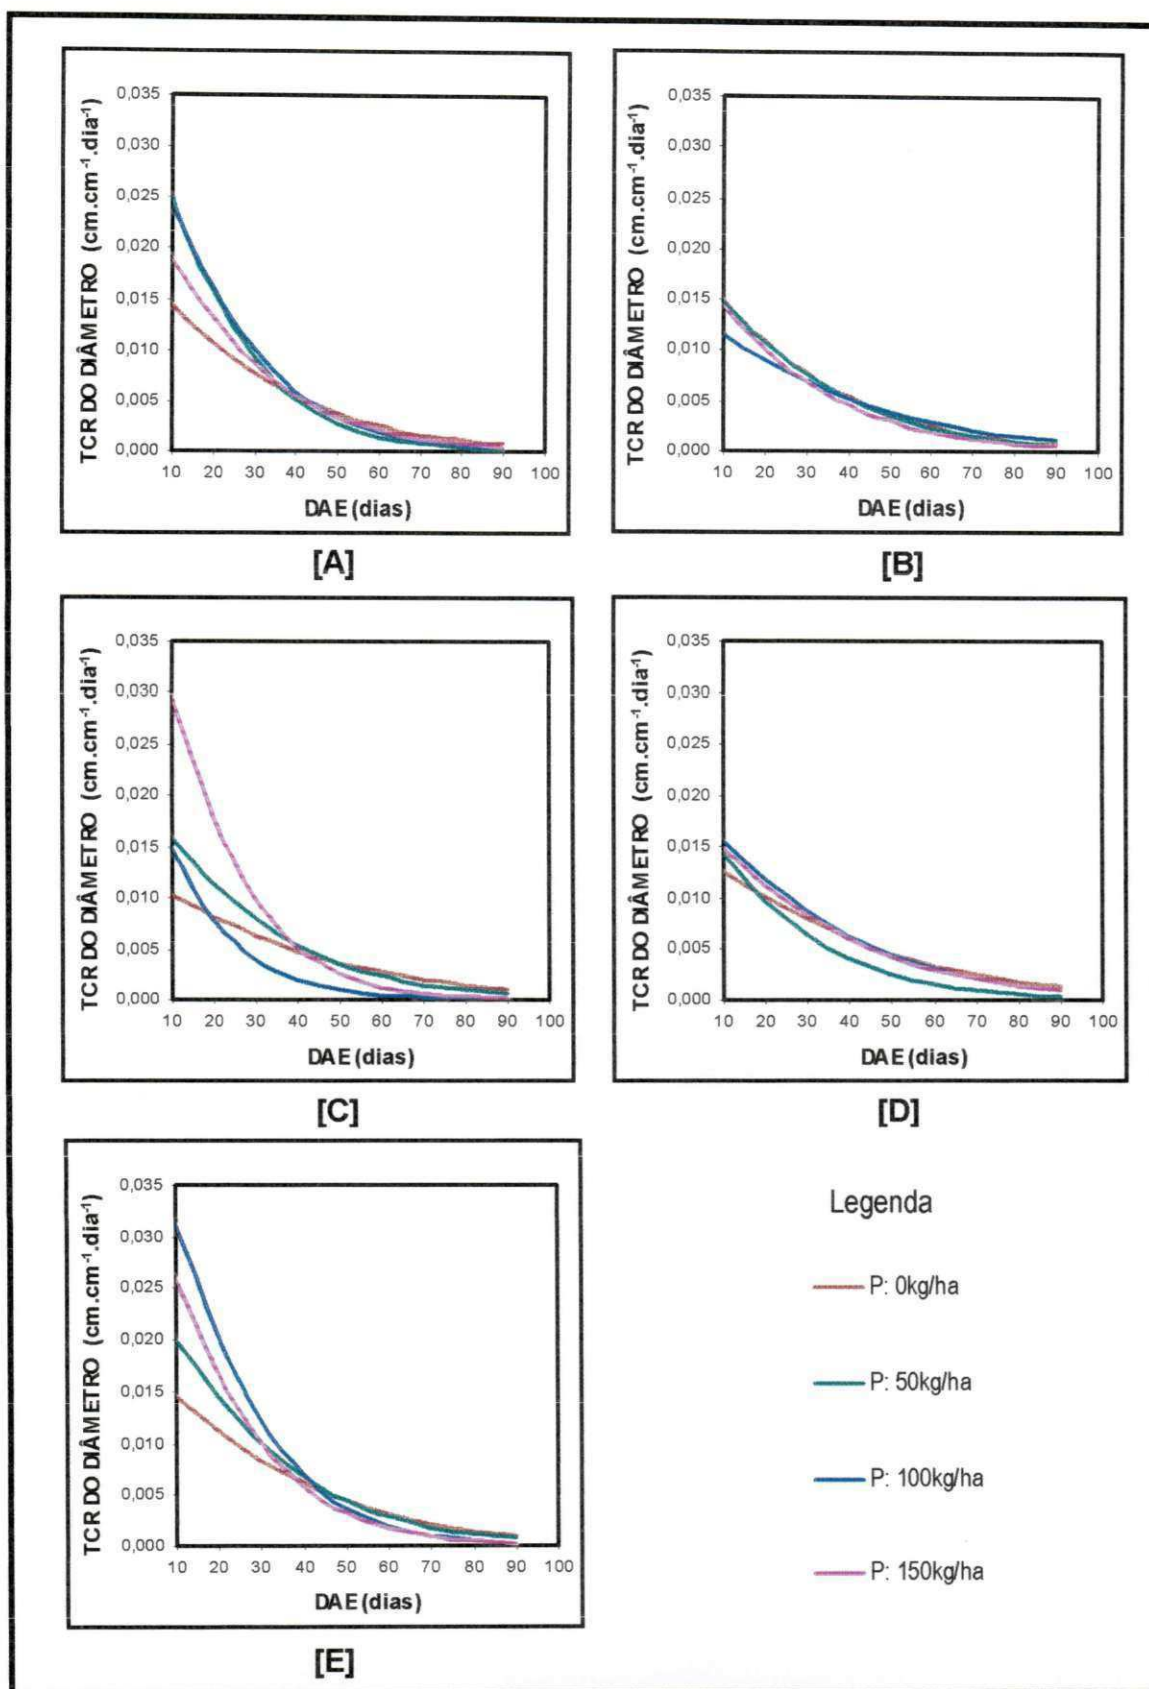 TCR DO DIÂMETRO (cm.cm⁻¹.dia⁻¹)
0,035
0,030
0,025
0,020
0,015
0,010
0,005
0,000
10 20 30 40 50 60 70 80 90 100
DAE (dias)
[A]
TCR DO DIÂMETRO (cm.cm⁻¹.dia⁻¹)
0,035
0,030
0,025
0,020
0,015
0,010
0,005
0,000
10 20 30 40 50 60 70 80 90 100
DAE (dias)
[B]
TCR DO DIÂMETRO (cm.cm⁻¹.dia⁻¹)
0,035
0,030
0,025
0,020
0,015
0,010
0,005
0,000
10 20 30 40 50 60 70 80 90 100
DAE (dias)
[C]
TCR DO DIÂMETRO (cm.cm⁻¹.dia⁻¹)
0,035
0,030
0,025
0,020
0,015
0,010
0,005
0,000
10 20 30 40 50 60 70 80 90 100
DAE (dias)
[D]
TCR DO DIÂMETRO (cm.cm⁻¹.dia⁻¹)
0,035
0,030
0,025
0,020
0,015
0,010
0,005
0,000
10 20 30 40 50 60 70 80 90 100
DAE (dias)
[E]
Legenda
P: 0kg/ha
P: 50kg/ha
P: 100kg/ha
P: 150kg/ha